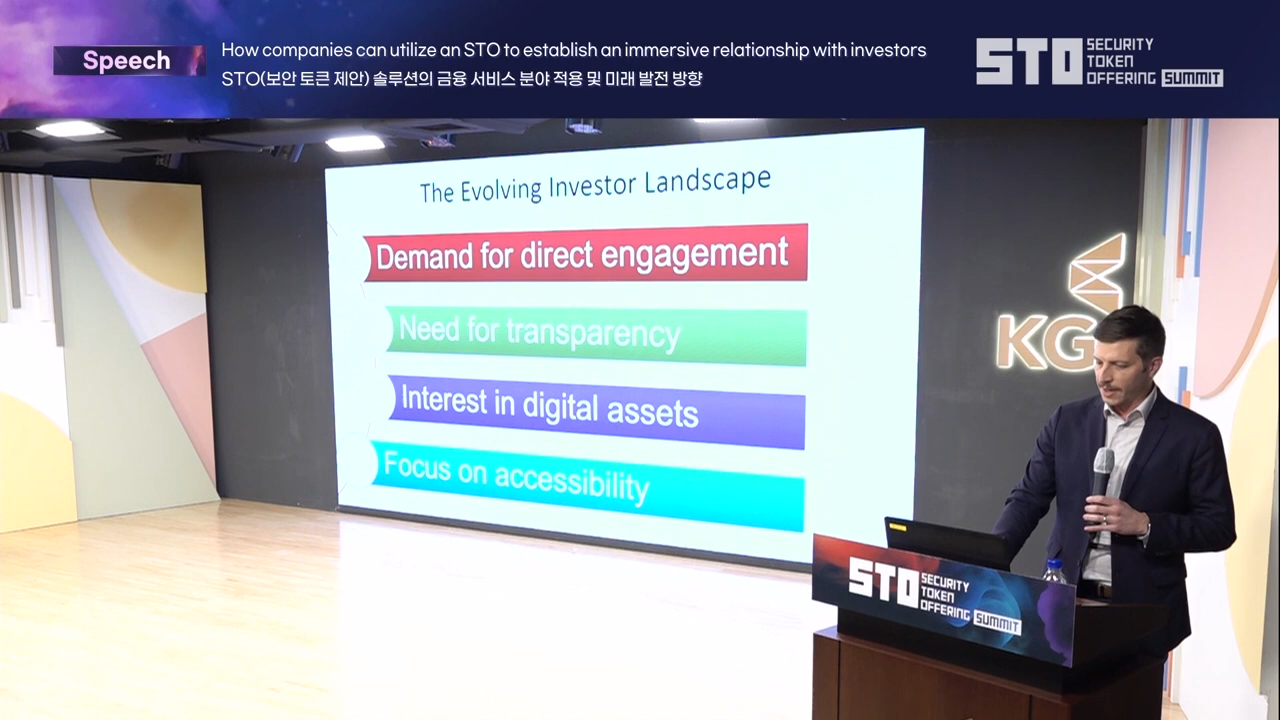 Speech
How companies can utilize an STO to establish an immersive relationship with investors
STO(보안 토큰 제안) 솔루션의 금융 서비스 분야 적용 및 미래 발전 방향
STO SECURITY
TOKEN
OFFERING SUMMIT
The Evolving Investor Landscape
Demand for direct engagement
Need for transparency
Interest in digital assets
Focus on accessibility
KG
STO SECURITY
TOKEN
OFFERING SUMMIT